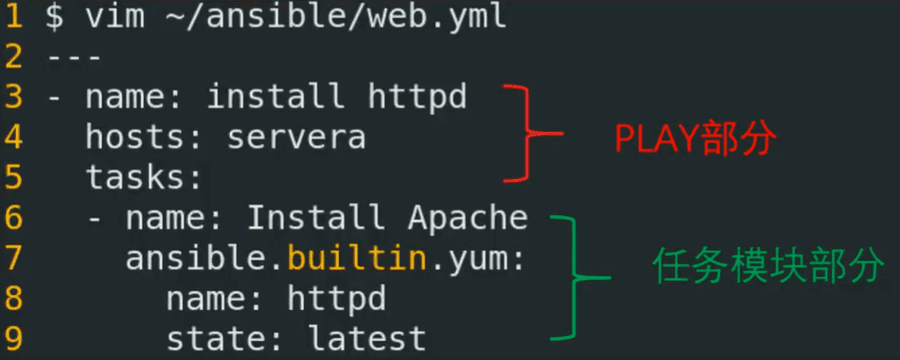 1 $ vim ~/ansible/web.yml
2 ---
3 - name: install httpd
4   hosts: servera
PLAY部分
5   tasks:
6   - name: Install Apache
7     ansible.builtin.yum:
任务模块部分
8       name: httpd
9       state: latest